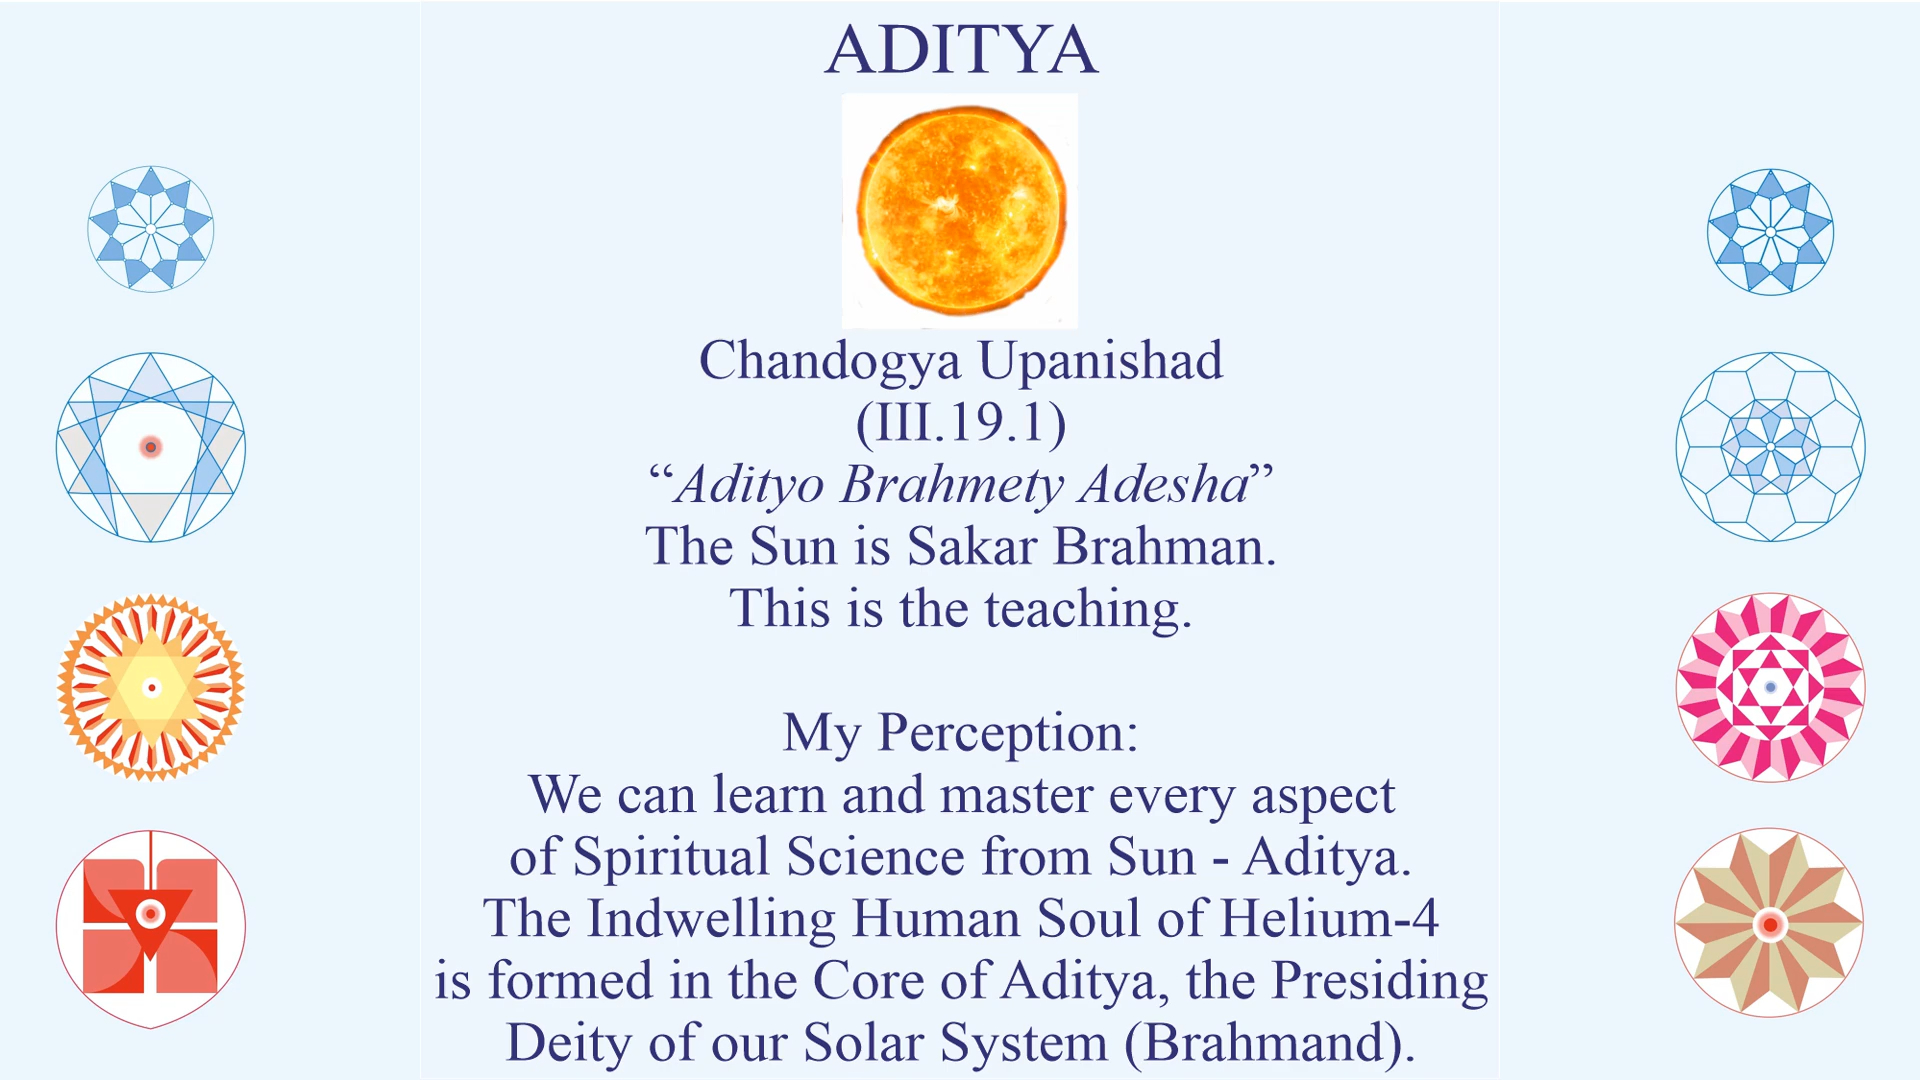 ADITYA
Chandogya Upanishad
(III.19.1)
“Adityo Brahmety Adesha”
The Sun is Sakar Brahman.
This is the teaching.
My Perception:
We can learn and master every aspect
of Spiritual Science from Sun - Aditya.
The Indwelling Human Soul of Helium-4
is formed in the Core of Aditya, the Presiding
Deity of our Solar System (Brahmand).